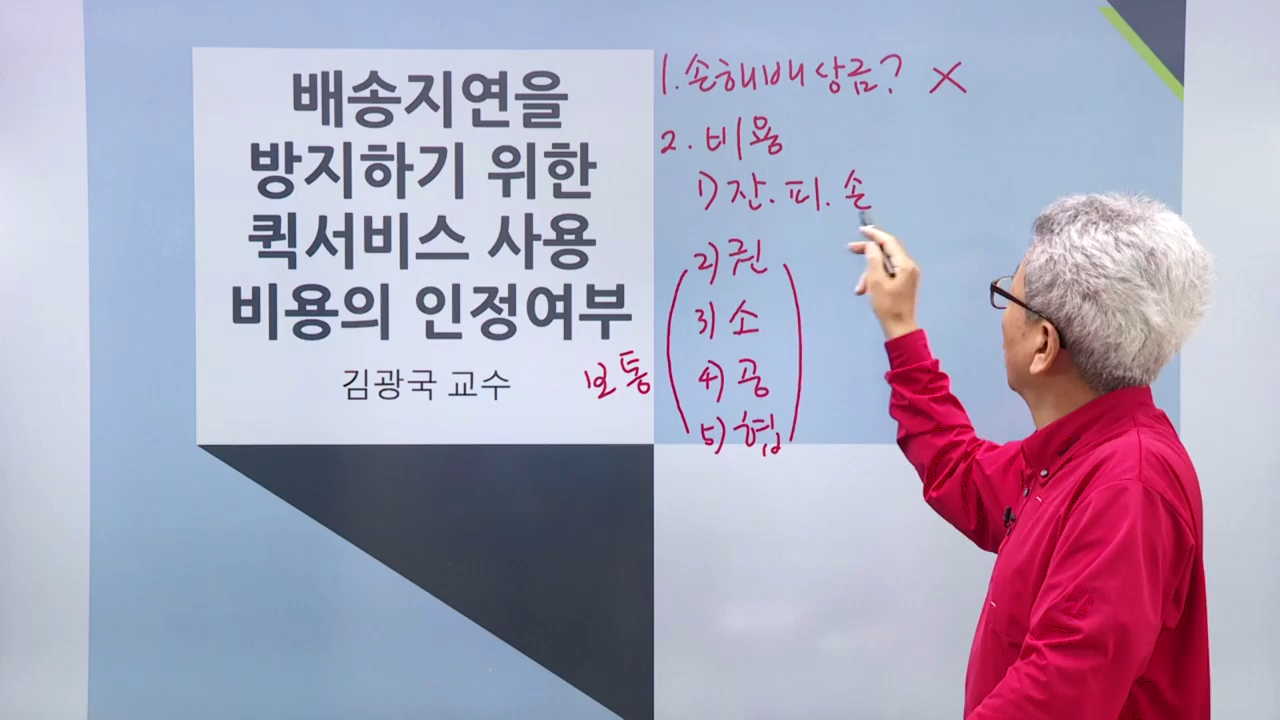 배송지연을
방지하기 위한
퀵서비스 사용
비용의 인정여부
김광국 교수
1. 손해배상금? X
2. 비용
1) 잔. 피. 손
2) 권
3) 소
4) 공
5) 협
보통